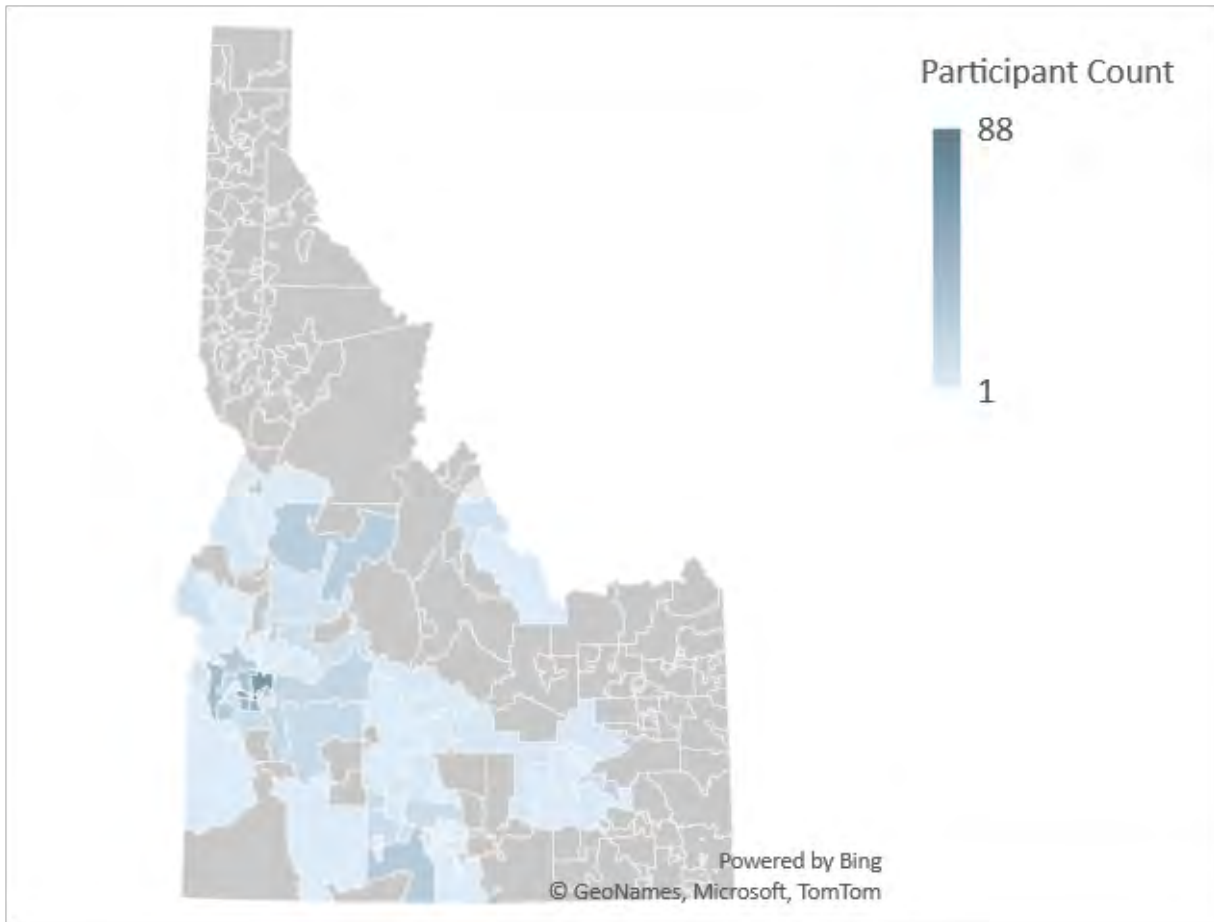 Participant Count
88
1
Powered by Bing
© GeoNames, Microsoft, TomTom